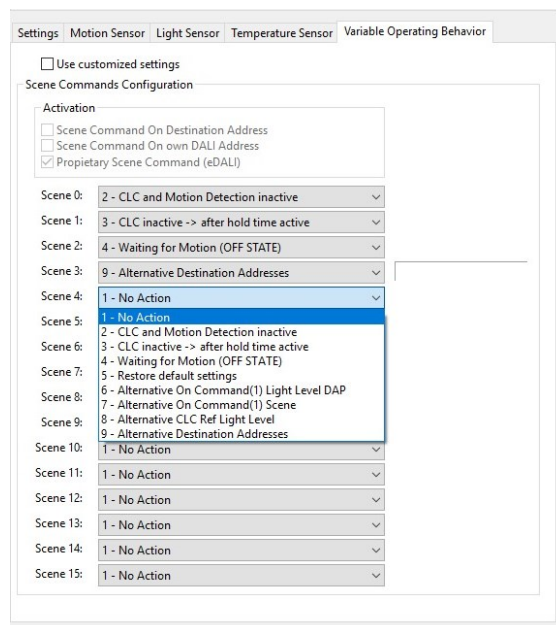 Settings Motion Sensor Light Sensor Temperature Sensor Variable Operating Behavior
Use customized settings
Scene Commands Configuration
Activation
Scene Command On Destination Address
Scene Command On own DALI Address
Propietary Scene Command (eDALI)
Scene 0: 2 - CLC and Motion Detection inactive
Scene 1: 3 - CLC inactive -> after hold time active
Scene 2: 4 - Waiting for Motion (OFF STATE)
Scene 3: 9 - Alternative Destination Addresses
Scene 4: 1 - No Action
Scene 5: 1 - No Action
2 - CLC and Motion Detection inactive
Scene 6: 3 - CLC inactive -> after hold time active
4 - Waiting for Motion (OFF STATE)
Scene 7: 5 - Restore default settings
6 - Alternative On Command(1) Light Level DAP
Scene 8: 7 - Alternative On Command(1) Scene
8 - Alternative CLC Ref Light Level
Scene 9: 9 - Alternative Destination Addresses
Scene 10: 1 - No Action
Scene 11: 1 - No Action
Scene 12: 1 - No Action
Scene 13: 1 - No Action
Scene 14: 1 - No Action
Scene 15: 1 - No Action